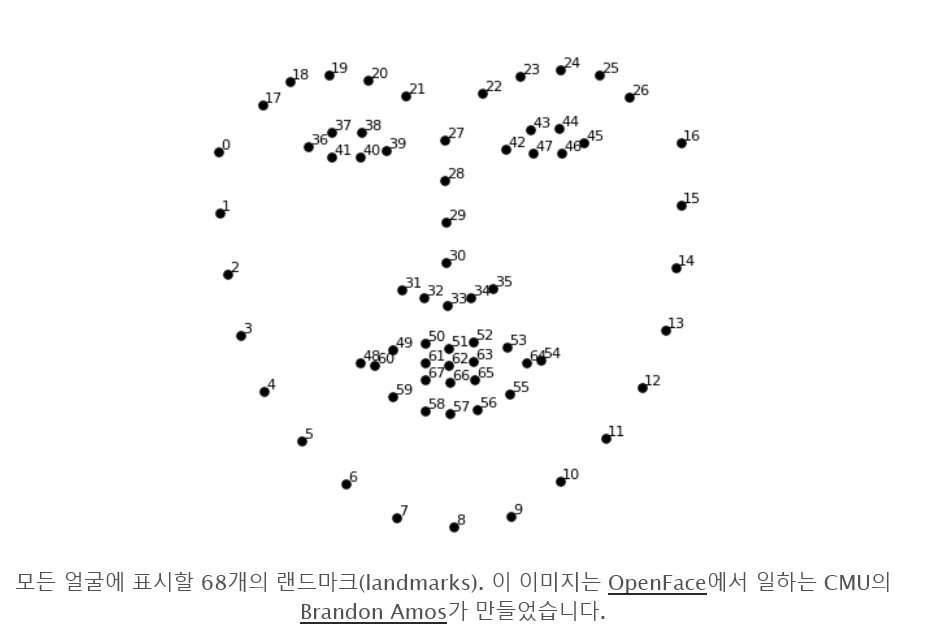 18 19 20 21 22 23 24 25 26
17
37 38 43 44
0 36 39 27 42 45 16
41 40 47 46
28
1 29 15
2 30 14
31 32 33 34 35
3 13
49 50 51 52 53
48 60 61 62 63 64 54
67 66 65
4 59 55 12
58 57 56
5 11
6 10
7 8 9
모든 얼굴에 표시할 68개의 랜드마크(landmarks). 이 이미지는 OpenFace에서 일하는 CMU의
Brandon Amos가 만들었습니다.